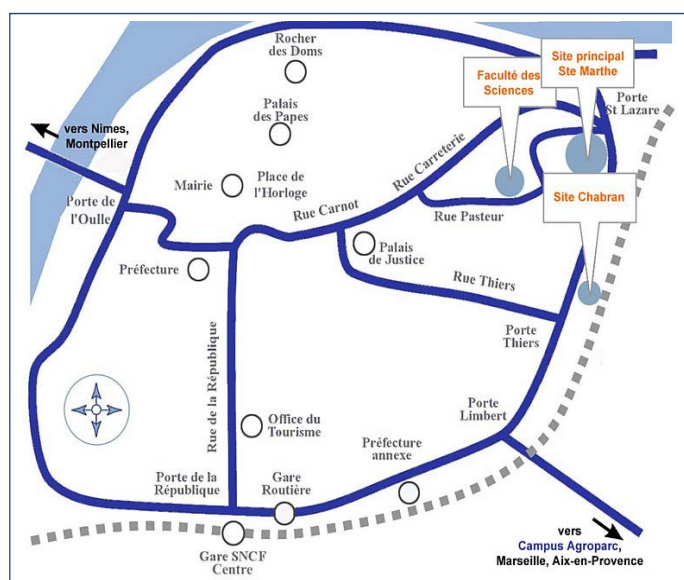 Rocher
des Doms
Site principal
Ste Marthe
Faculté des
Sciences
Palais
des Papes
Porte
St Lazare
vers Nimes,
Montpellier
Mairie
Place de
l'Horloge
Rue Carreterie
Porte de
l'Oulle
Rue Carnot
Rue Pasteur
Site Chabran
Préfecture
Palais
de Justice
Rue Thiers
Rue de la République
Porte
Thiers
Porte
Limbert
Office du
Tourisme
Préfecture
annexe
Porte de la
République
Gare
Routière
Gare SNCF
Centre
vers
Campus Agroparc,
Marseille, Aix-en-Provence